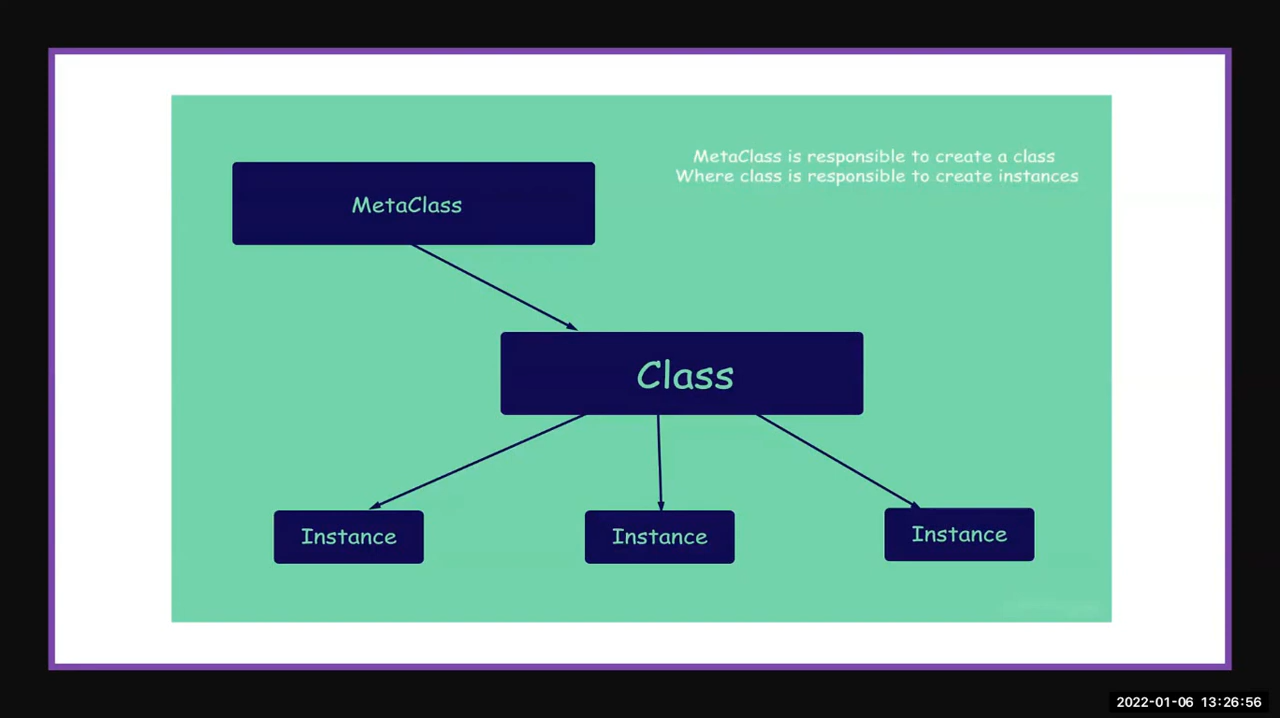 MetaClass is responsible to create a class
Where class is responsible to create instances
MetaClass
Class
Instance
Instance
Instance
2022-01-06 13:26:56